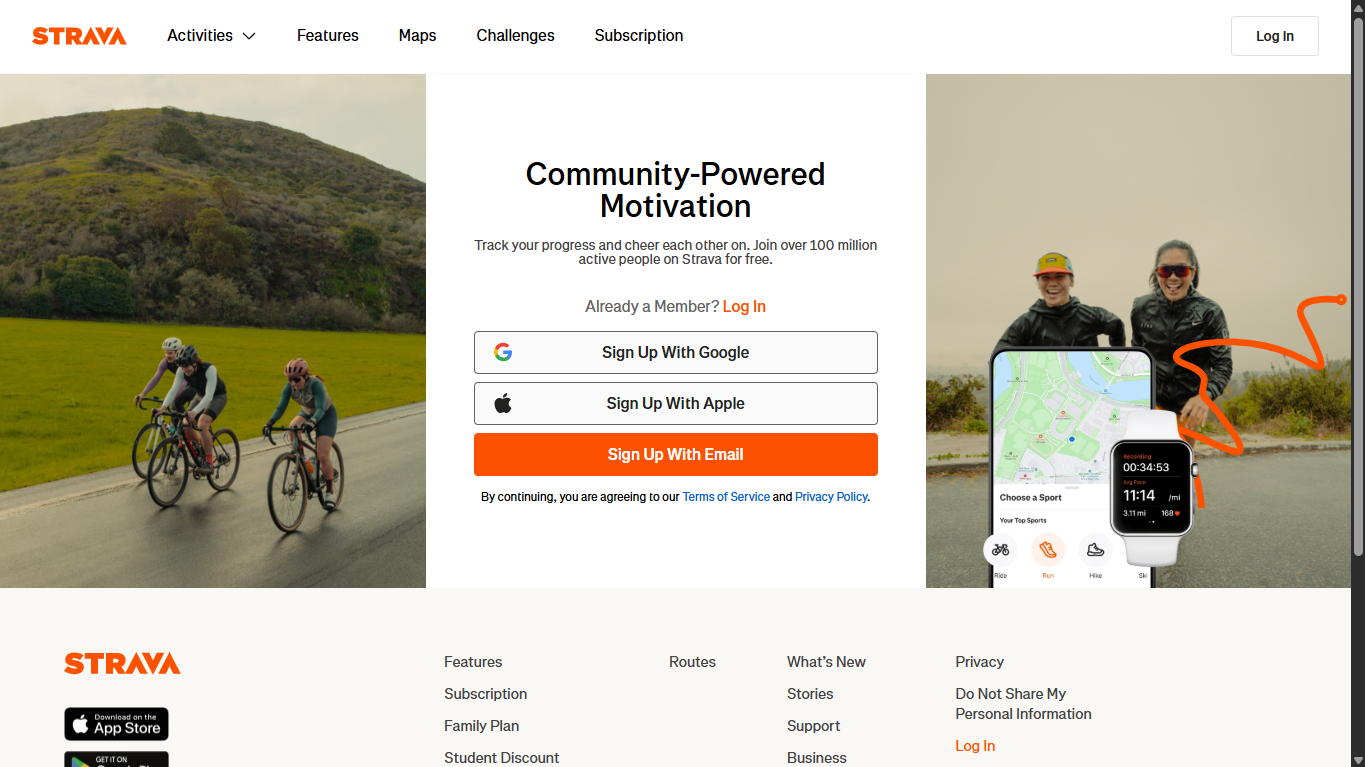 STRAVA
Activities
Features
Maps
Challenges
Subscription
Log In
Community-Powered
Motivation
Track your progress and cheer each other on. Join over 100 million
active people on Strava for free.
Already a Member? Log In
Sign Up With Google
Sign Up With Apple
Sign Up With Email
By continuing, you are agreeing to our Terms of Service and Privacy Policy.
Choose a Sport
Your Top Sports
Ride
Run
Hike
Ski
Recording
00:34:53
Avg Pace
11:14 /mi
3.11 mi 168
STRAVA
Download on the
App Store
GET IT ON
Features
Subscription
Family Plan
Student Discount
Routes
What's New
Stories
Support
Business
Privacy
Do Not Share My
Personal Information
Log In